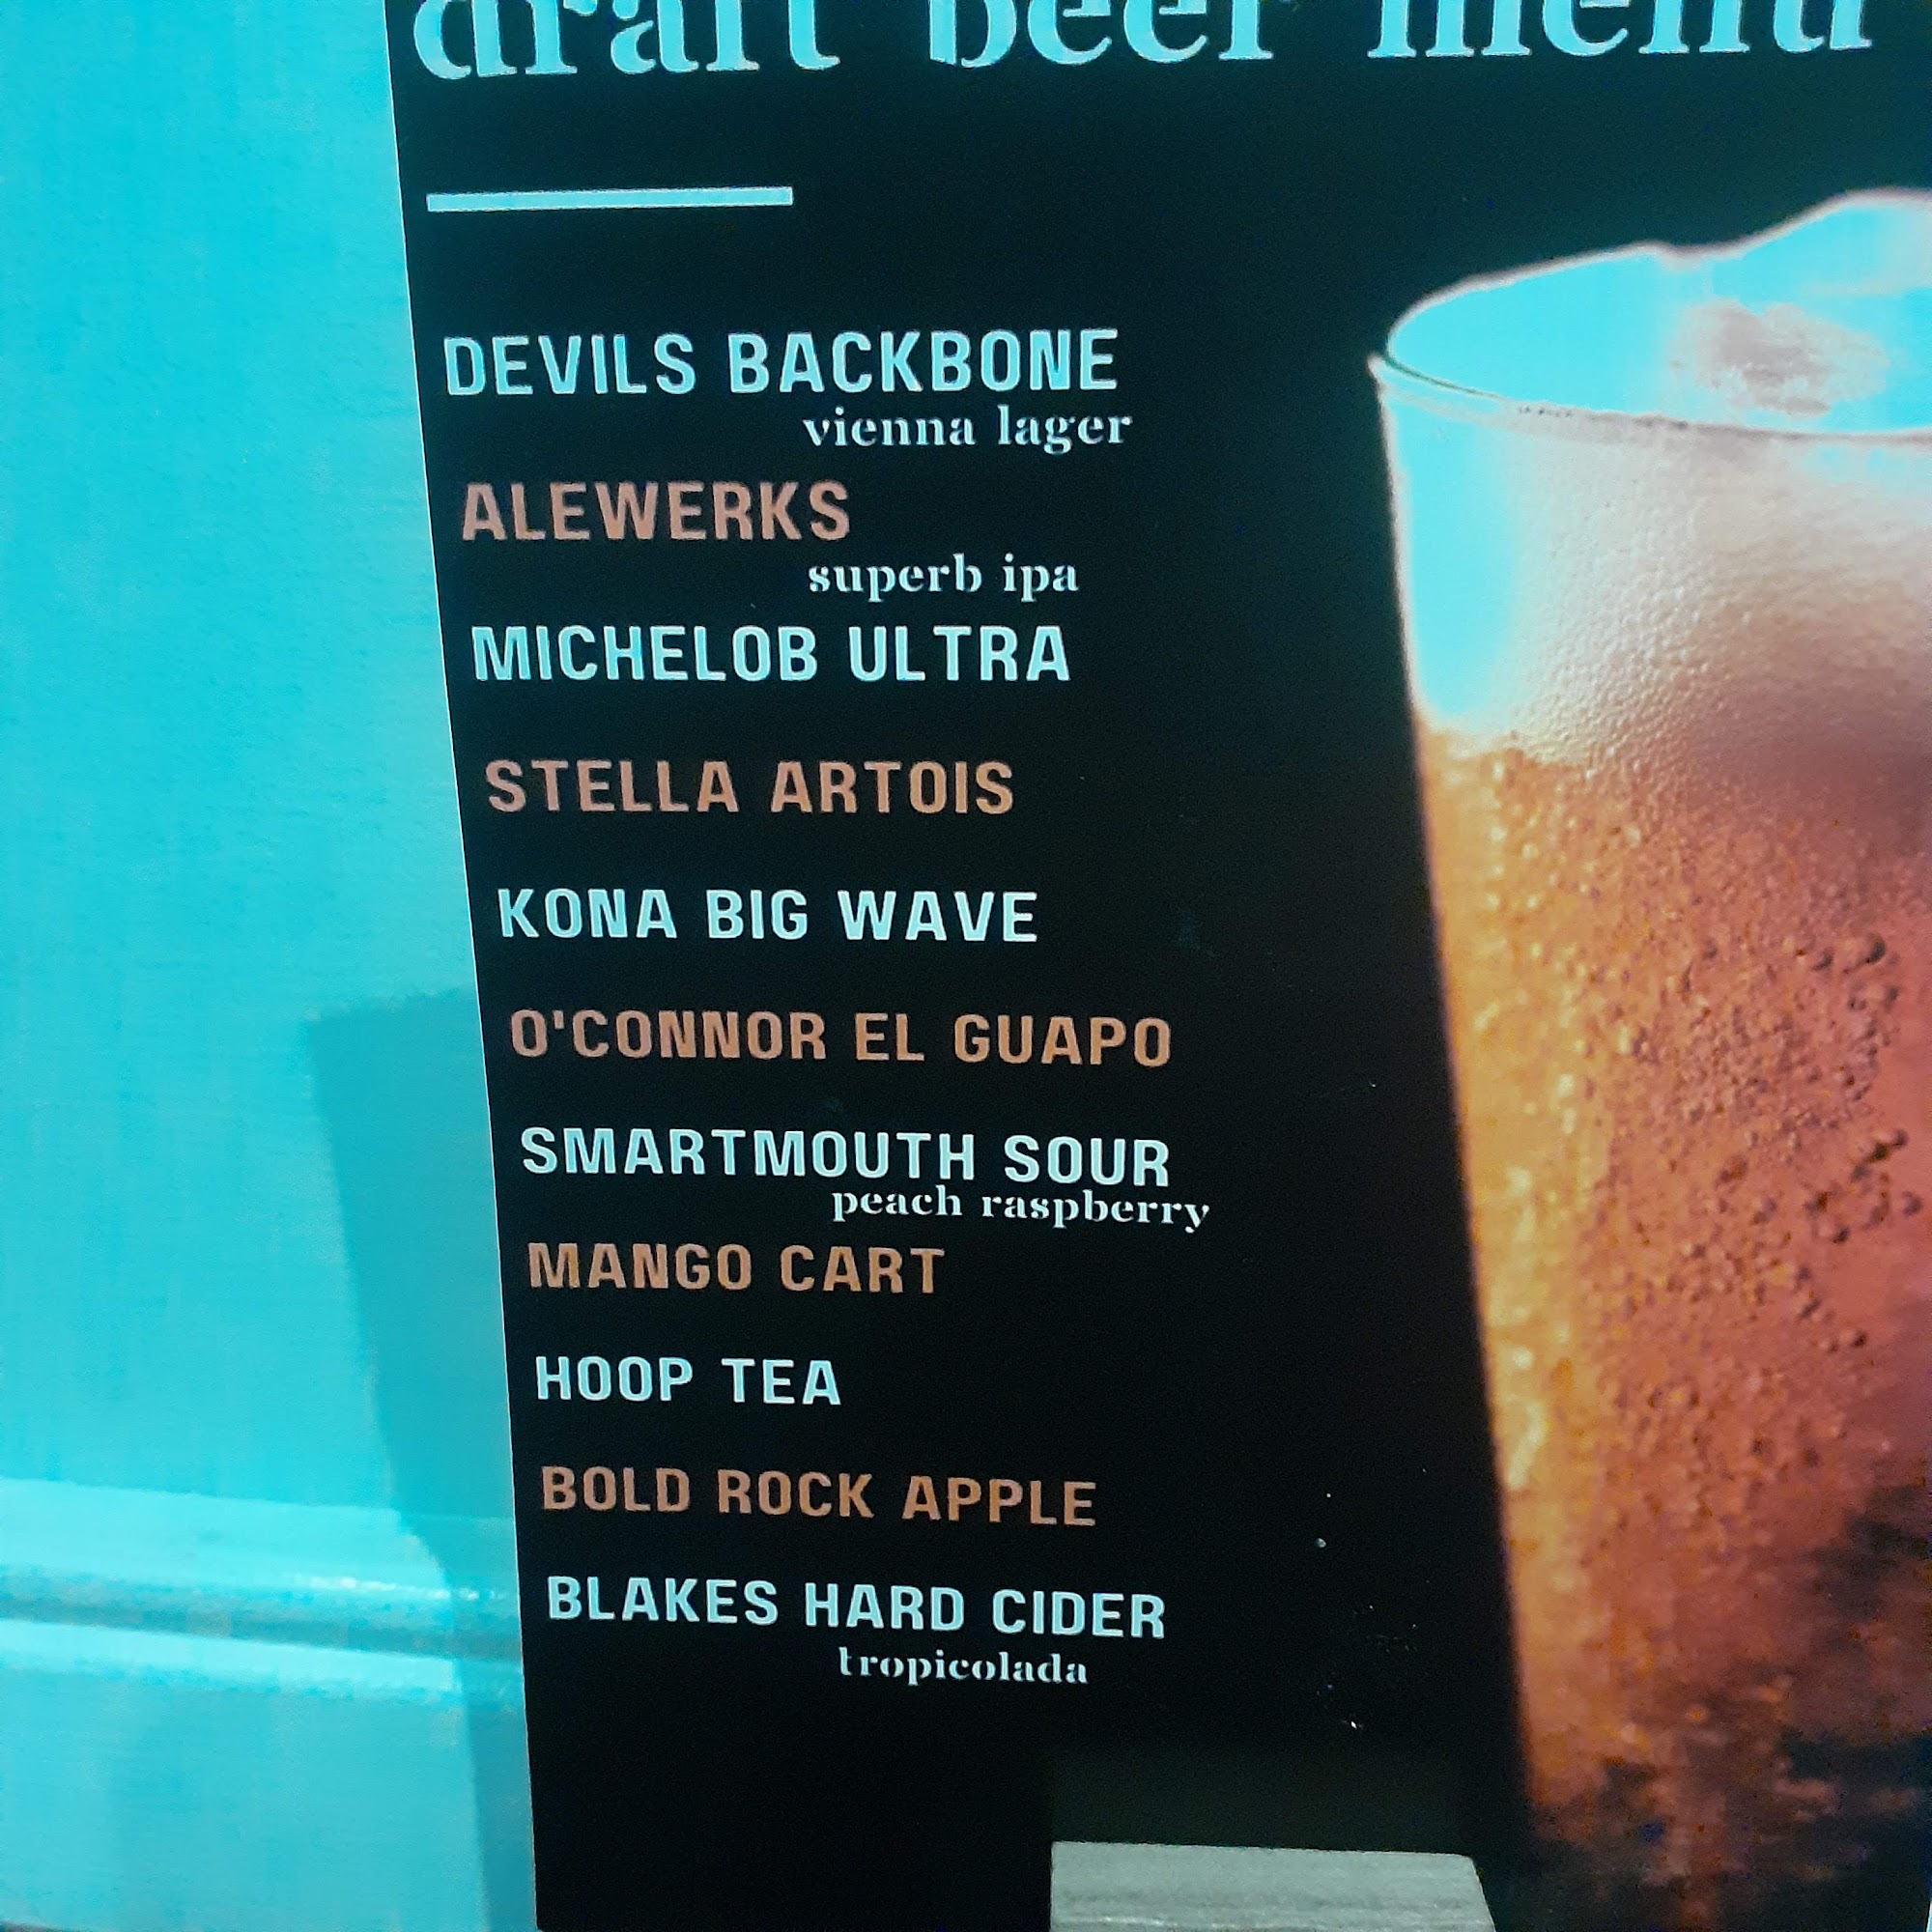 draft beer menu
DEVILS BACKBONE
vienna lager
ALEWERKS
superb ipa
MICHELOB ULTRA
STELLA ARTOIS
KONA BIG WAVE
O'CONNOR EL GUAPO
SMARTMOUTH SOUR
peach raspberry
MANGO CART
HOOP TEA
BOLD ROCK APPLE
BLAKES HARD CIDER
tropicolada